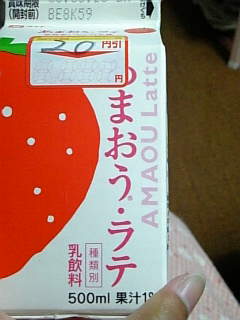 賞味期限
(開封前) BE8K59
20 円引
円
あまおう・ラテ
AMAOU Latte
種類別
乳飲料
500ml 果汁1%